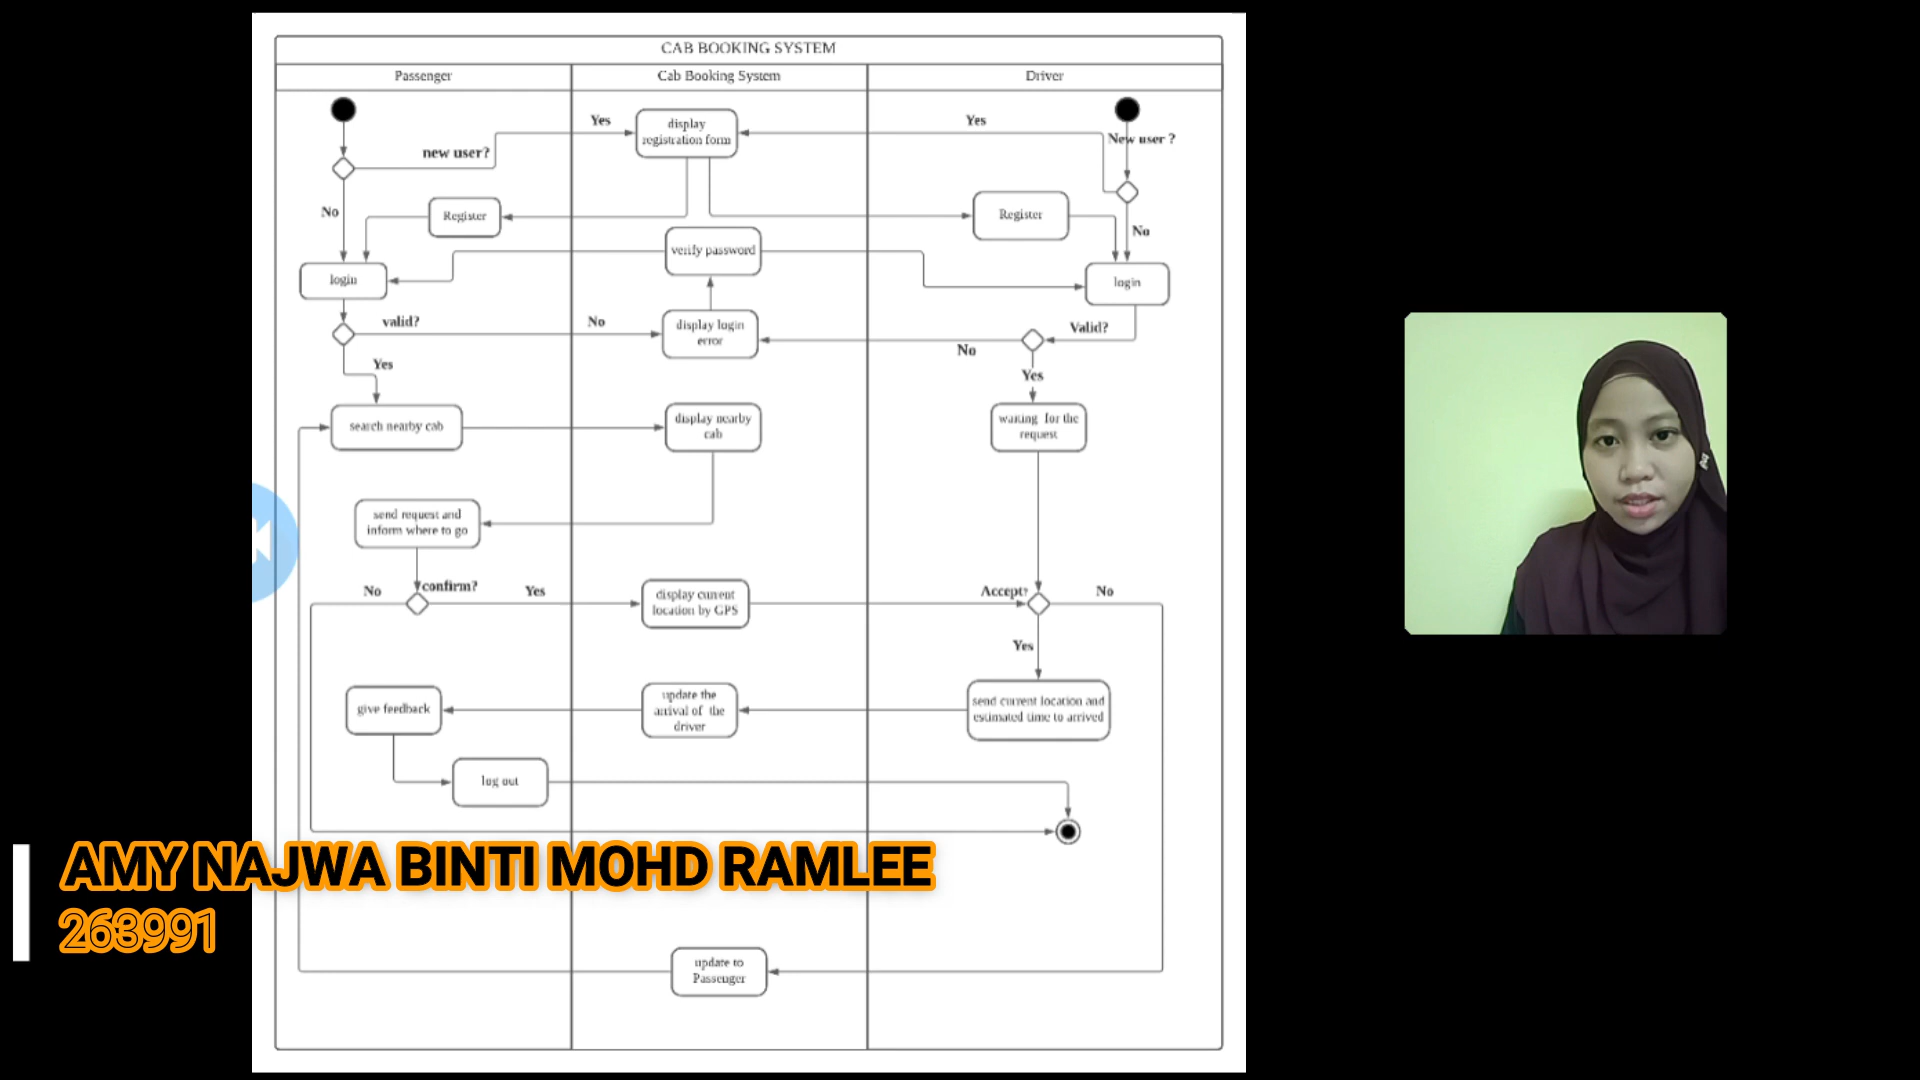 CAB BOOKING SYSTEM
Passenger
Cab Booking System
Driver
Yes
display
registration form
Yes
New user ?
new user?
No
Register
Register
No
verify password
login
login
valid?
No
display login
error
Valid?
No
Yes
Yes
search nearby cab
display nearby
cab
waiting for the
request
send request and
inform where to go
No
confirm?
Yes
display current
location by GPS
Accept?
No
Yes
give feedback
update the
arrival of the
driver
send current location and
estimated time to arrived
log out
AMY NAJWA BINTI MOHD RAMLEE
263991
update to
Passenger